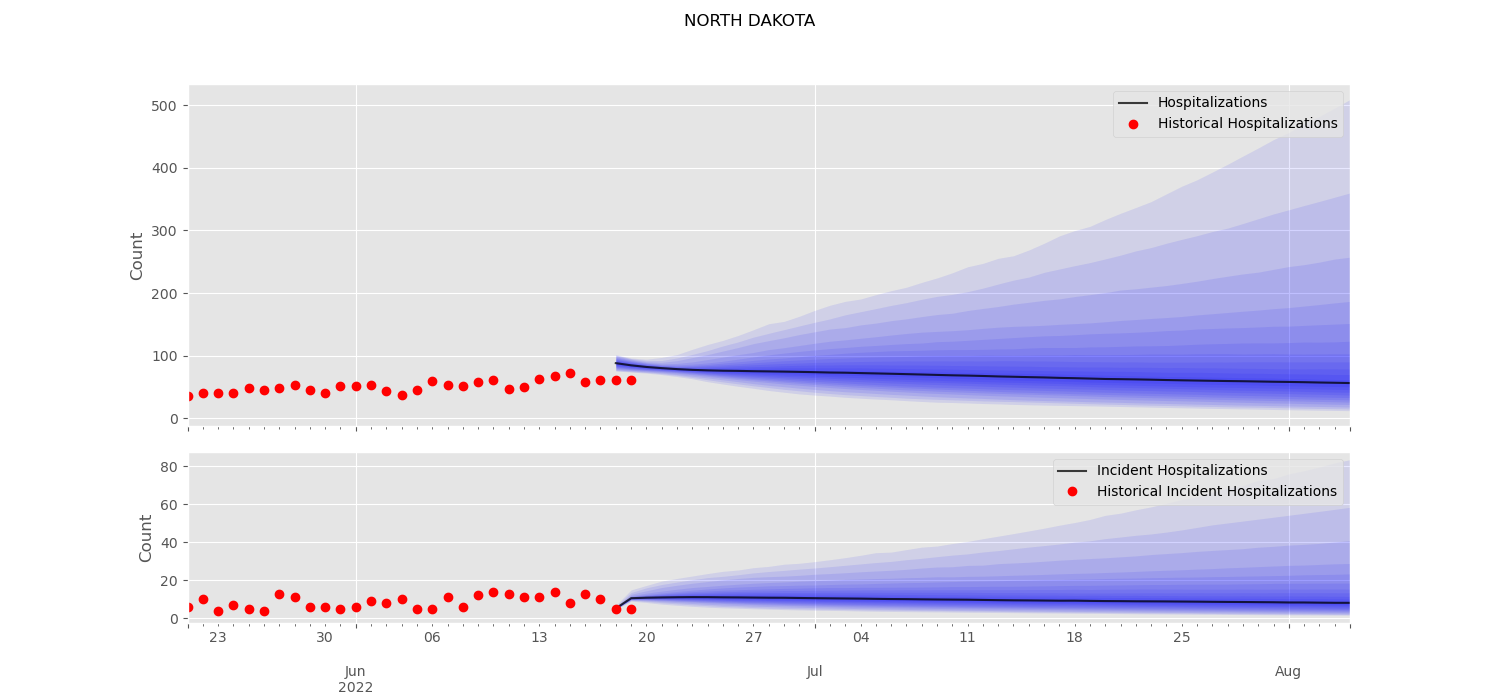 NORTH DAKOTA
Hospitalizations
Historical Hospitalizations
500
400
300
200
100
0
Count
Incident Hospitalizations
Historical Incident Hospitalizations
80
60
40
20
0
Count
23 30 06 13 20 27 04 11 18 25
Jun Jul Aug
2022